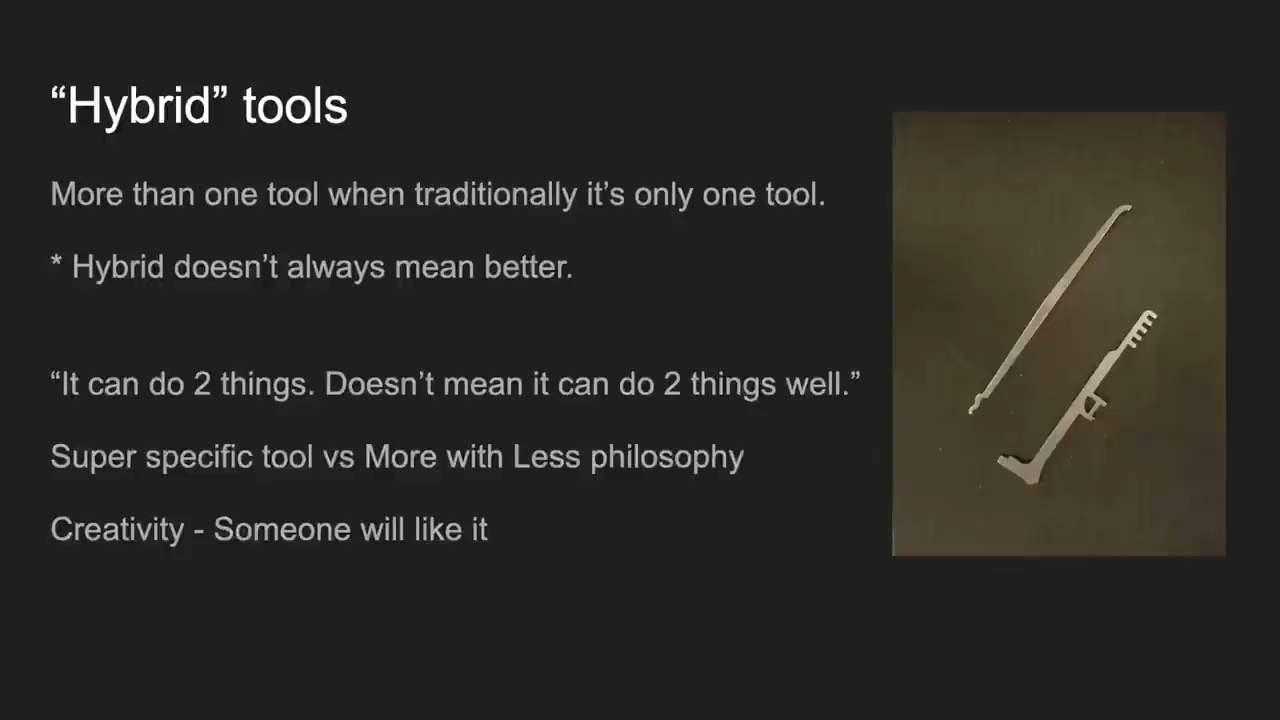 “Hybrid” tools
More than one tool when traditionally it’s only one tool.
* Hybrid doesn’t always mean better.
“It can do 2 things. Doesn’t mean it can do 2 things well.”
Super specific tool vs More with Less philosophy
Creativity - Someone will like it